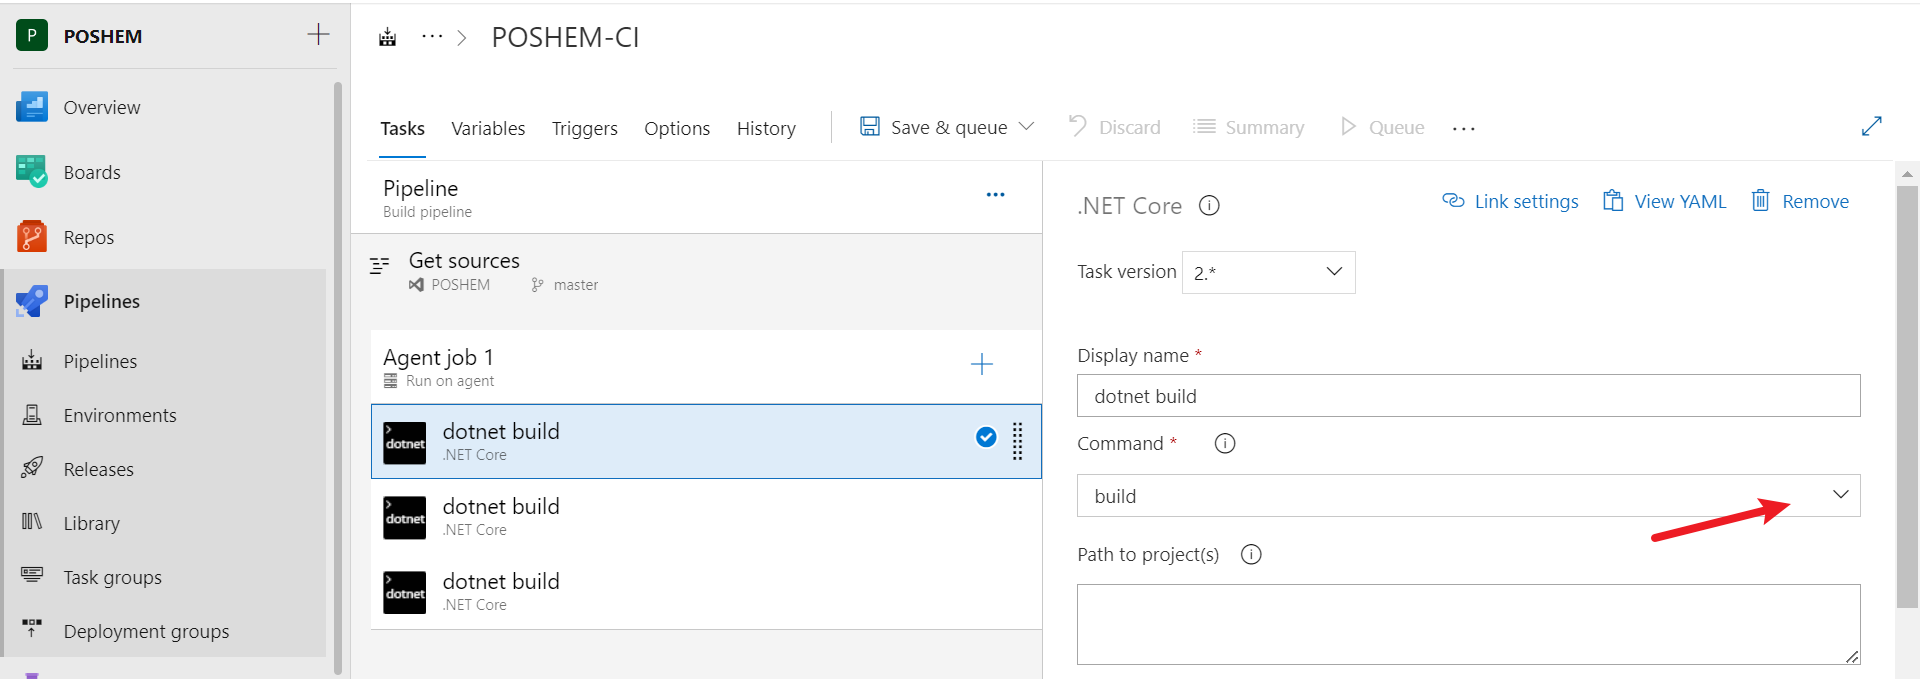 P POSHEM
Overview
Boards
Repos
Pipelines
Pipelines
Environments
Releases
Library
Task groups
Deployment groups
··· > POSHEM-CI
Tasks Variables Triggers Options History Save & queue Discard Summary Queue ···
Pipeline
Build pipeline
Get sources
POSHEM master
Agent job 1
Run on agent
dotnet dotnet build
.NET Core
dotnet dotnet build
.NET Core
dotnet dotnet build
.NET Core
.NET Core Link settings View YAML Remove
Task version 2.*
Display name *
dotnet build
Command *
build
Path to project(s)